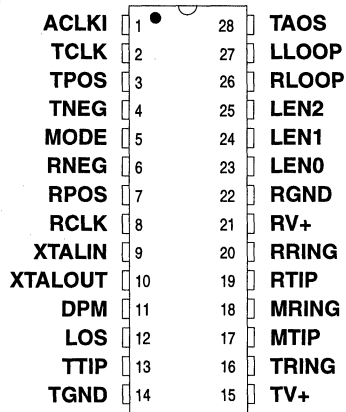 ACLKI 1 28 TAOS
TCLK 2 27 LLOOP
TPOS 3 26 RLOOP
TNEG 4 25 LEN2
MODE 5 24 LEN1
RNEG 6 23 LEN0
RPOS 7 22 RGND
RCLK 8 21 RV+
XTALIN 9 20 RRING
XTALOUT 10 19 RTIP
DPM 11 18 MRING
LOS 12 17 MTIP
TTIP 13 16 TRING
TGND 14 15 TV+